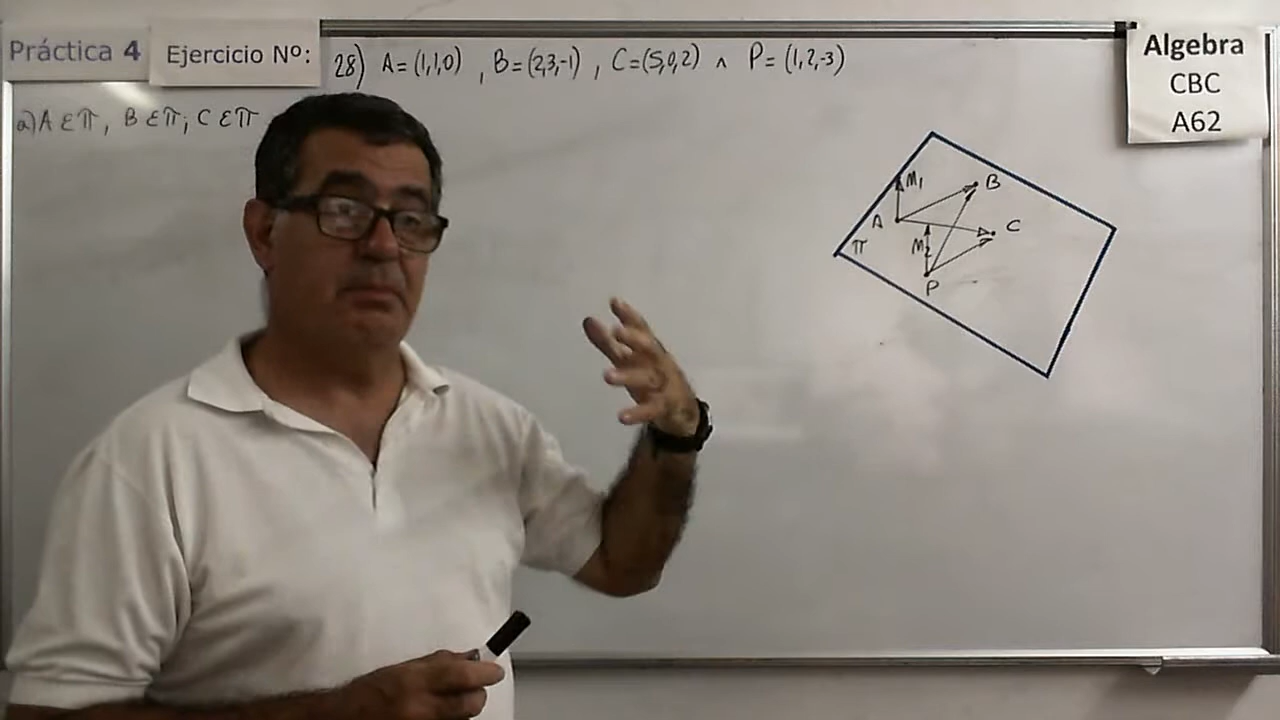 Práctica 4
Ejercicio Nº:
28) A=(1,1,0) , B=(2,3,-1) , C=(5,0,2) ∧ P=(1,2,-3)
Algebra
CBC
A62
a) A ε π, B ε π; C ε π
M1
B
A
C
π
M2
P